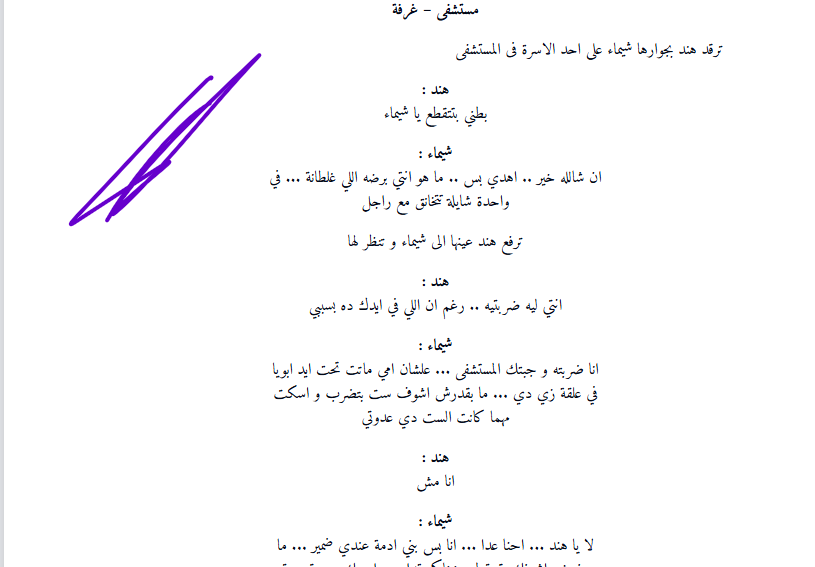 مستشفى - غرفة
ترقد هند بجوارها شيماء على احد الاسرة فى المستشفى
هند :
بطني بتتقطع يا شيماء
شيماء :
ان شالله خير .. اهدي بس .. ما هو انتي برضه اللي غلطانة ... في
واحدة شايلة تتخانق مع راجل
ترفع هند عينها الى شيماء و تنظر لها
هند :
انتي ليه ضربتيه .. رغم ان اللي في ايدك ده بسببي
شيماء :
انا ضربته و جبتك المستشفى ... علشان امي ماتت تحت ايد ابويا
في علقة زي دي ... ما بقدرش اشوف ست بتضرب و اسكت
مهما كانت الست دي عدوتي
هند :
انا مش
شيماء :
لا يا هند ... احنا عدا ... انا بس بني ادمة عندي ضمير ... ما